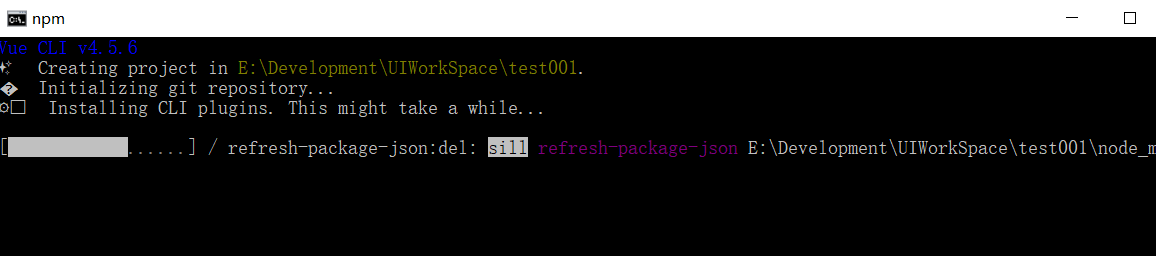 npm
Vue CLI v4.5.6
Creating project in E:\Development\UIWorkSpace\test001.
Initializing git repository...
Installing CLI plugins. This might take a while...
[ ......] / refresh-package-json:del: sill refresh-package-json E:\Development\UIWorkSpace\test001\node_m